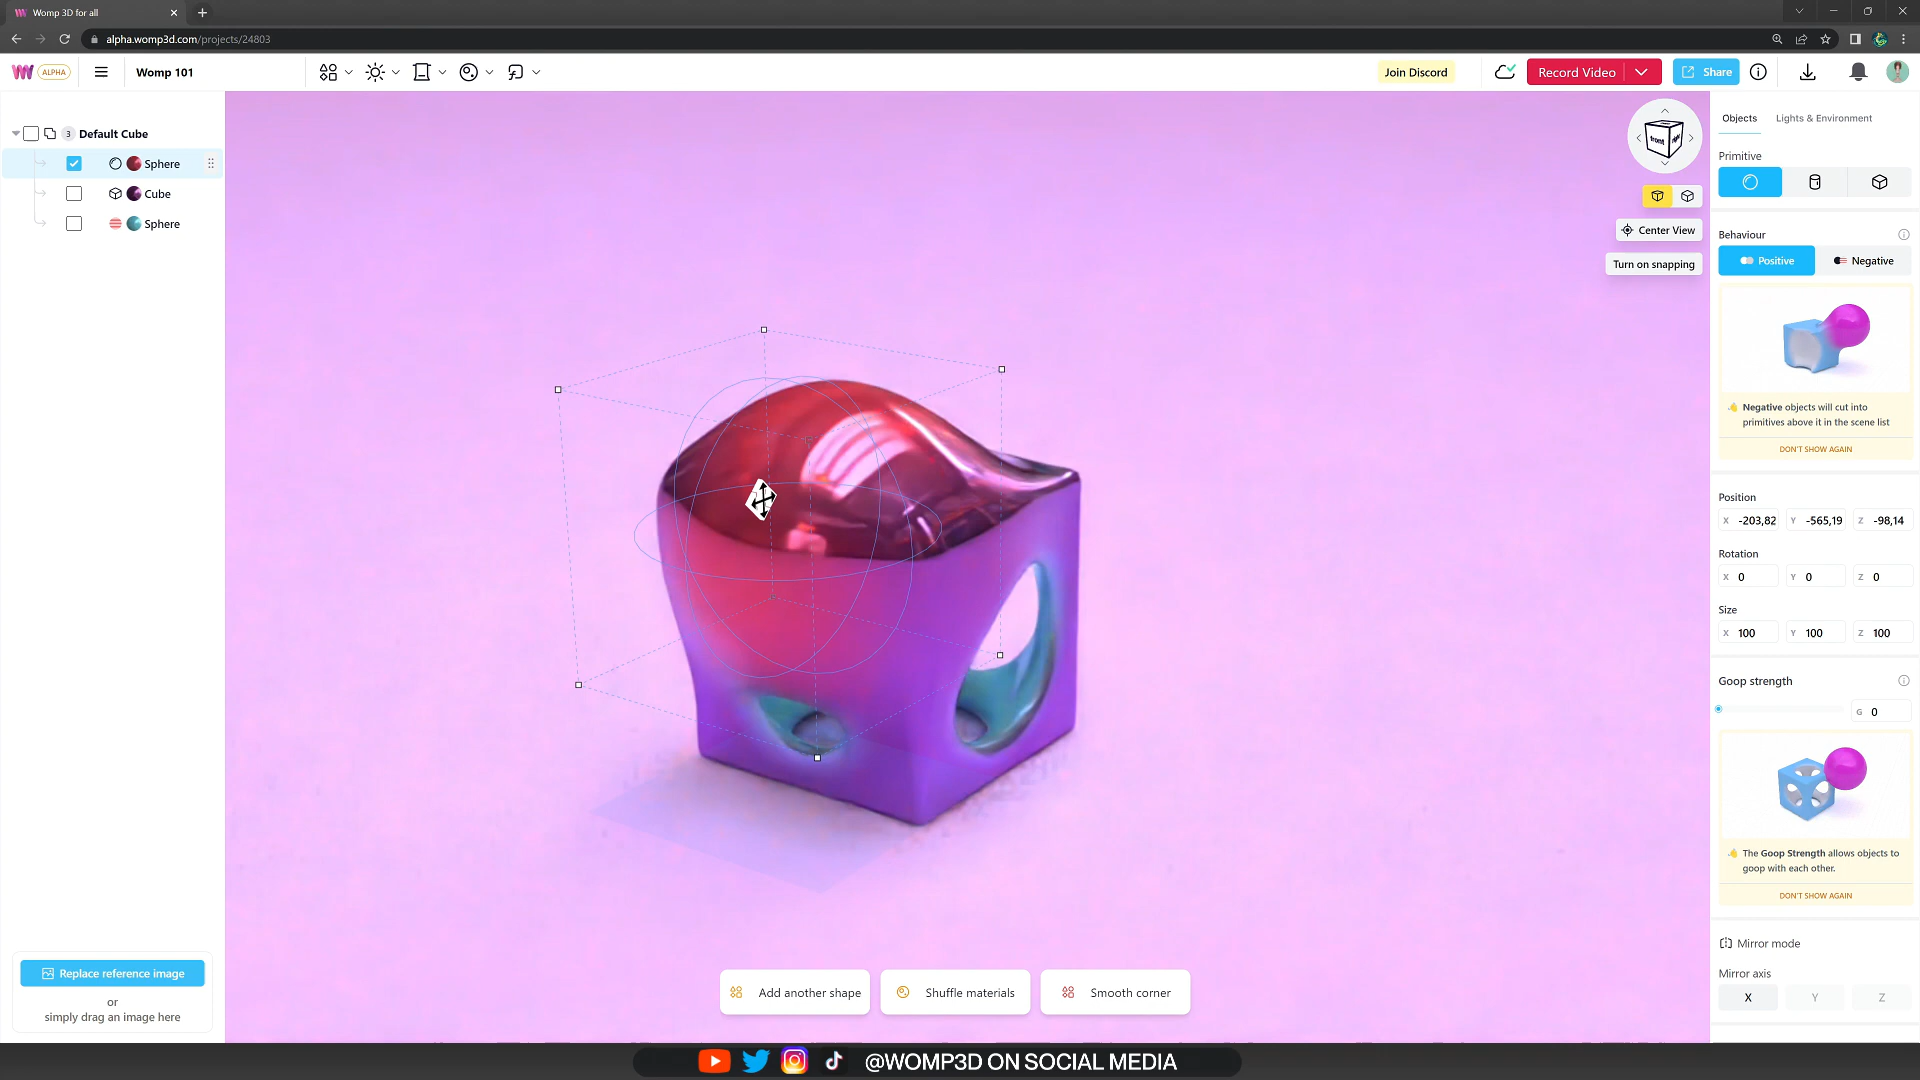 Womp 3D for all
alpha.womp3d.com/projects/24803
ALPHA
Womp 101
Join Discord
Record Video
Share
3 Default Cube
Sphere
Cube
Sphere
front
Center View
Turn on snapping
Objects
Lights & Environment
Primitive
Behaviour
Positive
Negative
Negative objects will cut into
primitives above it in the scene list
DON'T SHOW AGAIN
Position
X -203,82 Y -565,19 Z -98,14
Rotation
X 0 Y 0 Z 0
Size
X 100 Y 100 Z 100
Goop strength
G 0
The Goop Strength allows objects to
goop with each other.
DON'T SHOW AGAIN
Mirror mode
Mirror axis
X Y Z
Replace reference image
or
simply drag an image here
Add another shape
Shuffle materials
Smooth corner
@WOMP3D ON SOCIAL MEDIA